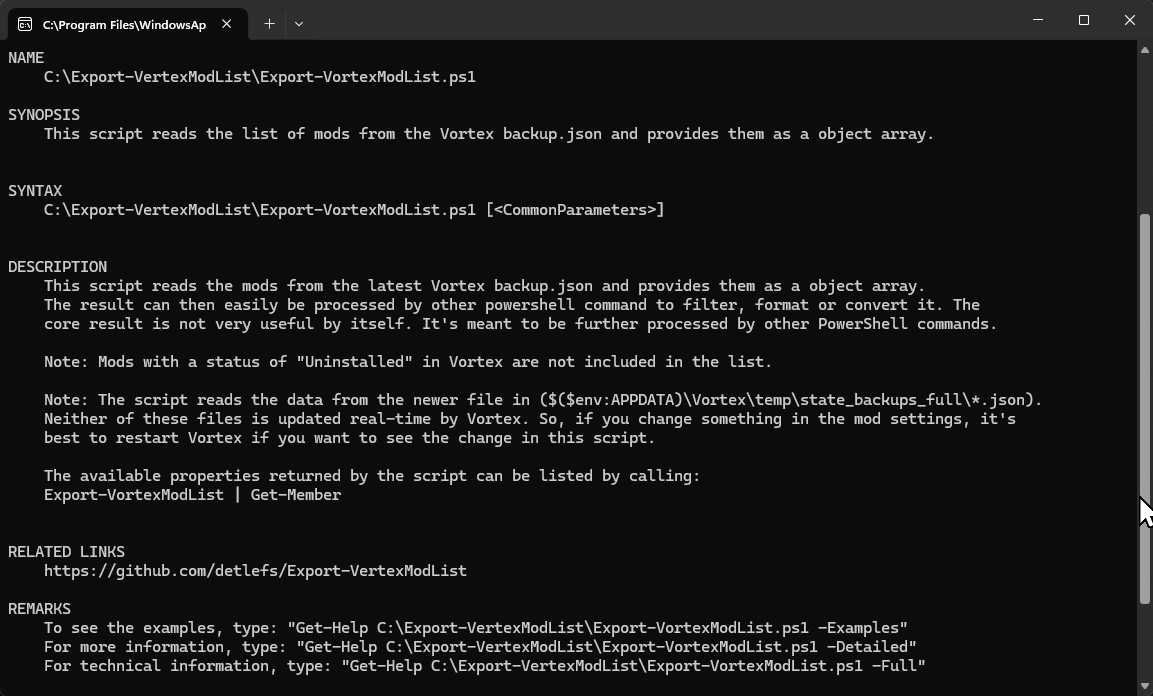 C:\Program Files\WindowsAp
NAME
C:\Export-VertexModList\Export-VortexModList.ps1
SYNOPSIS
This script reads the list of mods from the Vortex backup.json and provides them as a object array.
SYNTAX
C:\Export-VertexModList\Export-VortexModList.ps1 [<CommonParameters>]
DESCRIPTION
This script reads the mods from the latest Vortex backup.json and provides them as a object array.
The result can then easily be processed by other powershell command to filter, format or convert it. The
core result is not very useful by itself. It's meant to be further processed by other PowerShell commands.
Note: Mods with a status of "Uninstalled" in Vortex are not included in the list.
Note: The script reads the data from the newer file in ($($env:APPDATA)\Vortex\temp\state_backups_full\*.json).
Neither of these files is updated real-time by Vortex. So, if you change something in the mod settings, it's
best to restart Vortex if you want to see the change in this script.
The available properties returned by the script can be listed by calling:
Export-VortexModList | Get-Member
RELATED LINKS
https://github.com/detlefs/Export-VertexModList
REMARKS
To see the examples, type: "Get-Help C:\Export-VertexModList\Export-VortexModList.ps1 -Examples"
For more information, type: "Get-Help C:\Export-VertexModList\Export-VortexModList.ps1 -Detailed"
For technical information, type: "Get-Help C:\Export-VertexModList\Export-VortexModList.ps1 -Full"